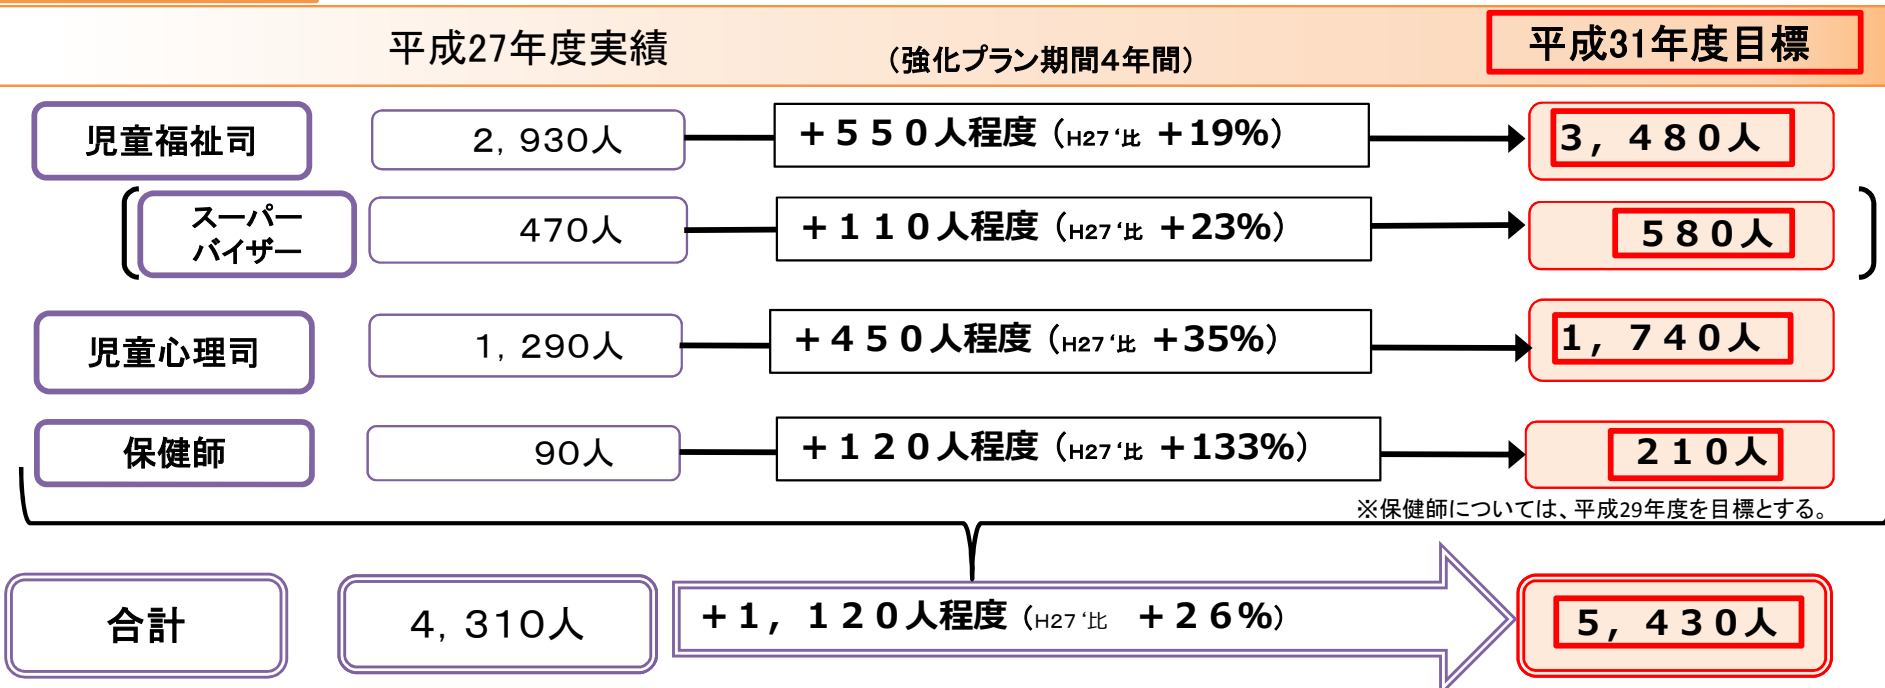 平成27年度実績 (強化プラン期間4年間) 平成31年度目標
児童福祉司 2,930人 +550人程度(H27‘比 +19%) 3,480人
スーパー
バイザー 470人 +110人程度(H27‘比 +23%) 580人
児童心理司 1,290人 +450人程度(H27‘比 +35%) 1,740人
保健師 90人 +120人程度(H27‘比 +133%) 210人
※保健師については、平成29年度を目標とする。
合計 4,310人 +1,120人程度(H27‘比 +26%) 5,430人